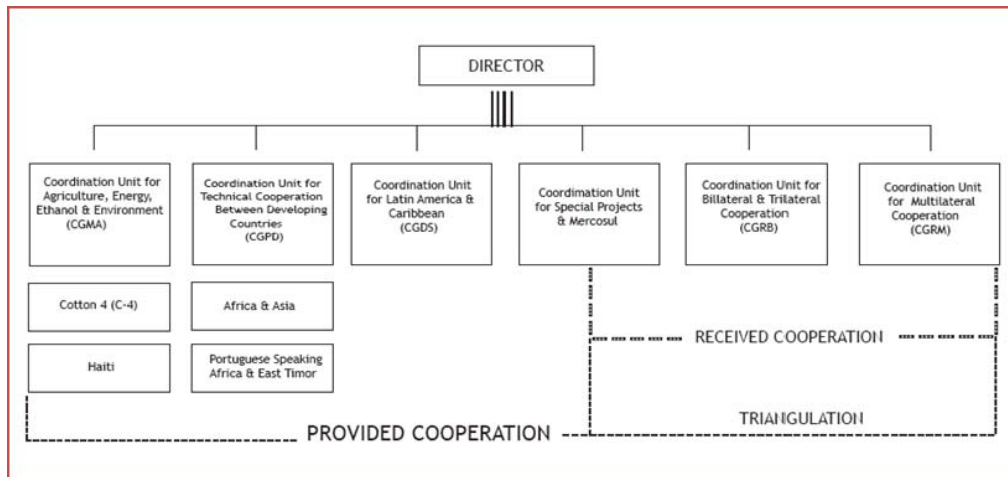 DIRECTOR
Coordination Unit for
Agriculture, Energy,
Ethanol & Environment
(CGMA)
Coordination Unit for
Technical Cooperation
Between Developing
Countries
(CGPD)
Coordination Unit
for Latin America &
Caribbean
(CGDS)
Coordimation Unit
for Special Projects
& Mercosul
Coordination Unit for
Billateral & Trilateral
Cooperation
(CGRB)
Coordination Unit
for Multilateral
Cooperation
(CGRM)
Cotton 4 (C-4)
Africa & Asia
RECEIVED COOPERATION
Haiti
Portuguese Speaking
Africa & East Timor
TRIANGULATION
PROVIDED COOPERATION